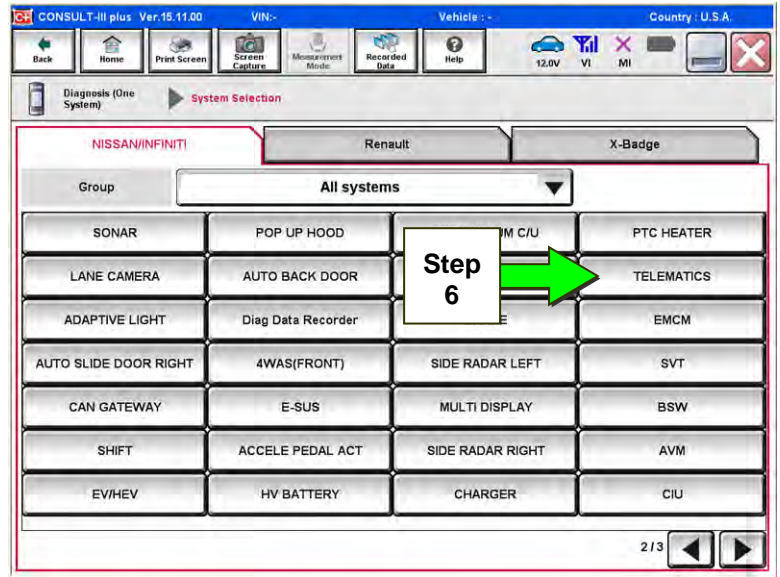 C+ CONSULT-III plus Ver.15.11.00 VIN:- Vehicle : - Country : U.S.A.
Back Home Print Screen Screen Capture Measurement Mode Recorded Data Help 12.0V VI MI
Diagnosis (One System) System Selection
NISSAN/INFINITI Renault X-Badge
Group All systems
SONAR POP UP HOOD C/U PTC HEATER
LANE CAMERA AUTO BACK DOOR TELEMATICS
Step
6
ADAPTIVE LIGHT Diag Data Recorder EMCM
AUTO SLIDE DOOR RIGHT 4WAS(FRONT) SIDE RADAR LEFT SVT
CAN GATEWAY E-SUS MULTI DISPLAY BSW
SHIFT ACCELE PEDAL ACT SIDE RADAR RIGHT AVM
EV/HEV HV BATTERY CHARGER CIU
2/3